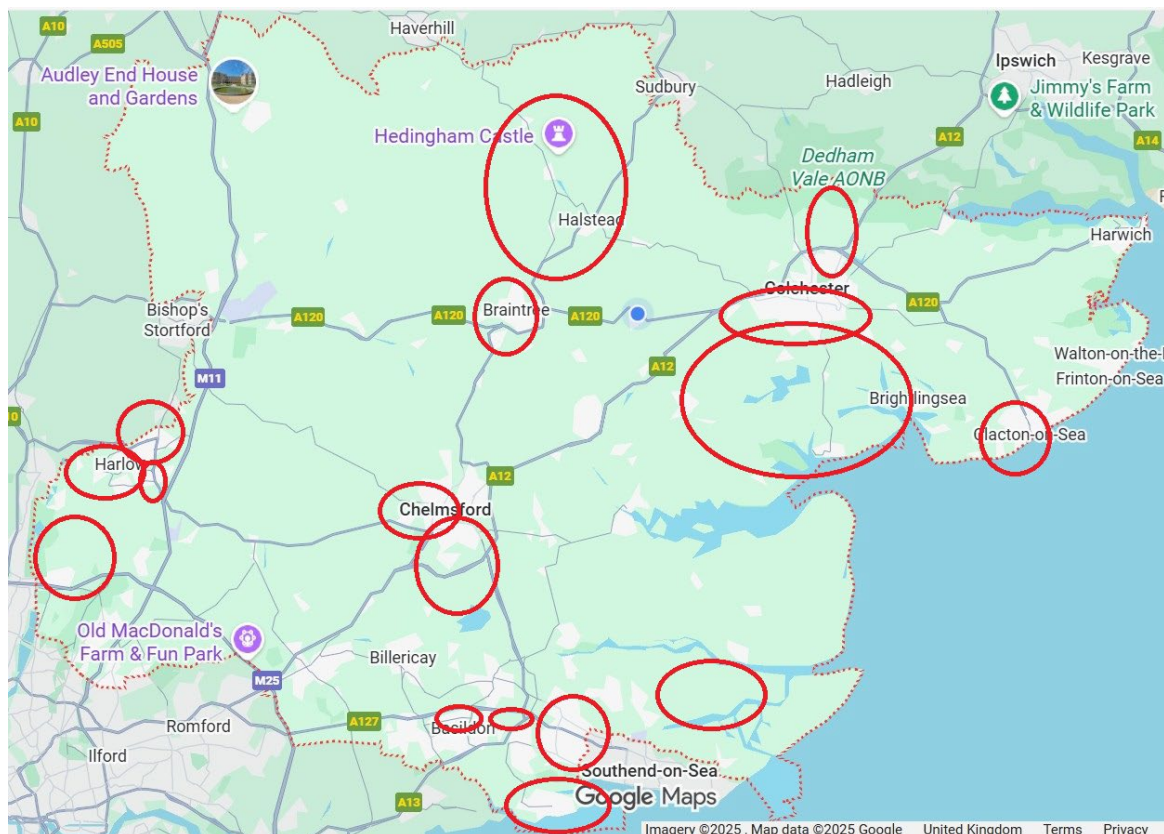 A10
Haverhill
A505
Audley End House
and Gardens
Sudbury
Hadleigh
Ipswich
Kesgrave
Jimmy's Farm
& Wildlife Park
A10
Hedingham Castle
A12
A14
Dedham
Vale AONB
Halstead
Harwich
Colchester
Bishop's
Stortford
A120
A120
Braintree
A120
A120
Walton-on-the-
A12
Frinton-on-Sea
M11
Brightlingsea
Clacton-on-Sea
Harlow
A12
Chelmsford
Old MacDonald's
Farm & Fun Park
Billericay
M25
Romford
A127
Basildon
Ilford
Southend-on-Sea
A13
Google Maps
Imagery ©2025 , Map data ©2025 Google United Kingdom Terms Privacy